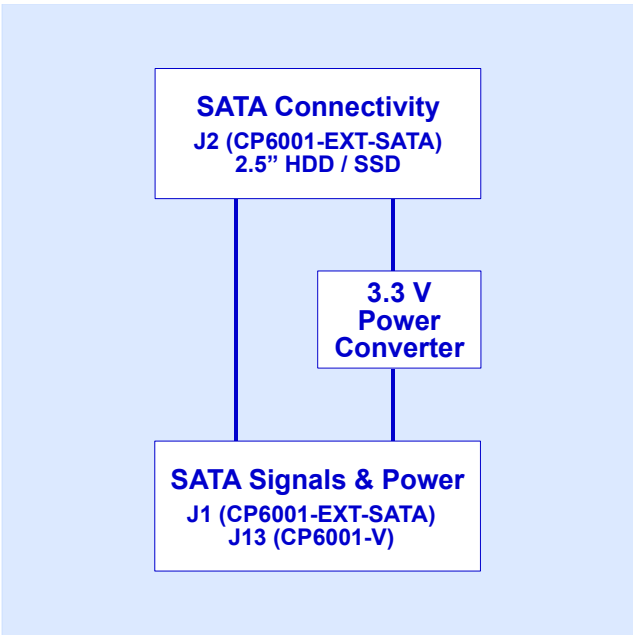 SATA Connectivity
J2 (CP6001-EXT-SATA)
2.5” HDD / SSD
3.3 V
Power
Converter
SATA Signals & Power
J1 (CP6001-EXT-SATA)
J13 (CP6001-V)